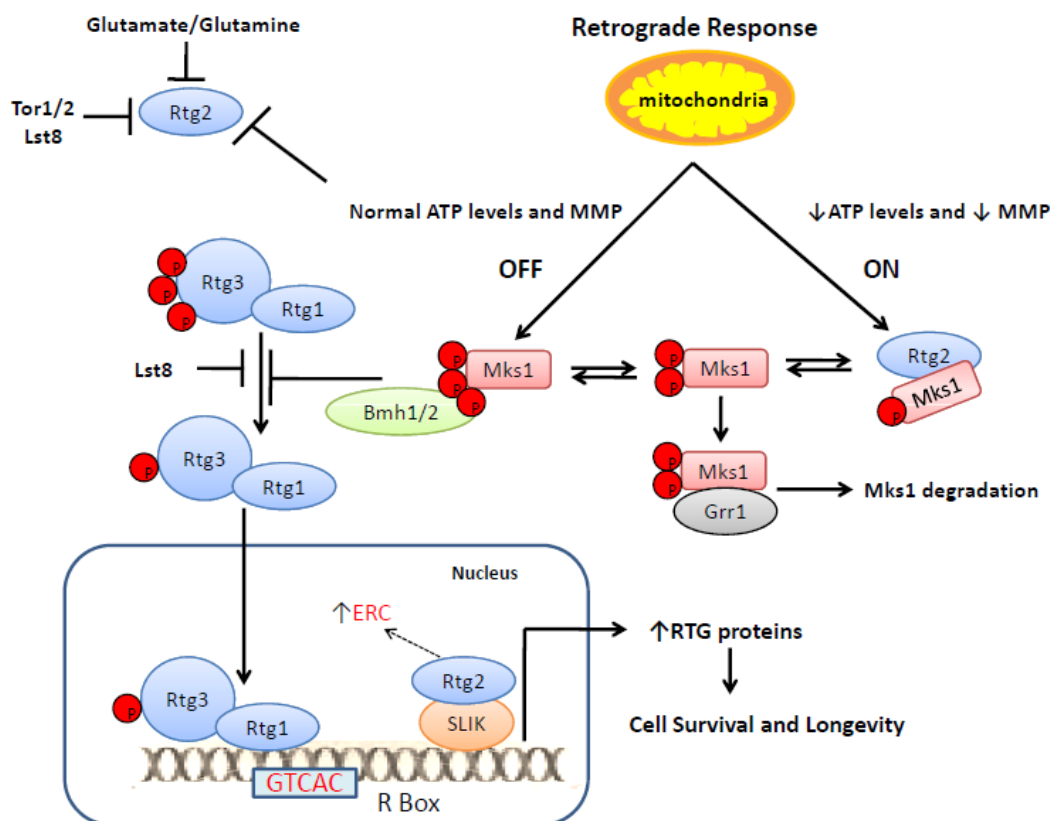 Glutamate/Glutamine
Retrograde Response
mitochondria
Tor1/2
Lst8
Rtg2
Normal ATP levels and MMP
↓ATP levels and ↓ MMP
OFF
ON
P
P
P
Rtg3
Rtg1
Lst8
P
P
P
Mks1
Bmh1/2
P
P
Mks1
Rtg2
Mks1
P
P
Rtg3
Rtg1
P
P
Mks1
Grr1
Mks1 degradation
Nucleus
↑ERC
Rtg2
SLIK
↑RTG proteins
Cell Survival and Longevity
P
Rtg3
Rtg1
GTCAC
R Box